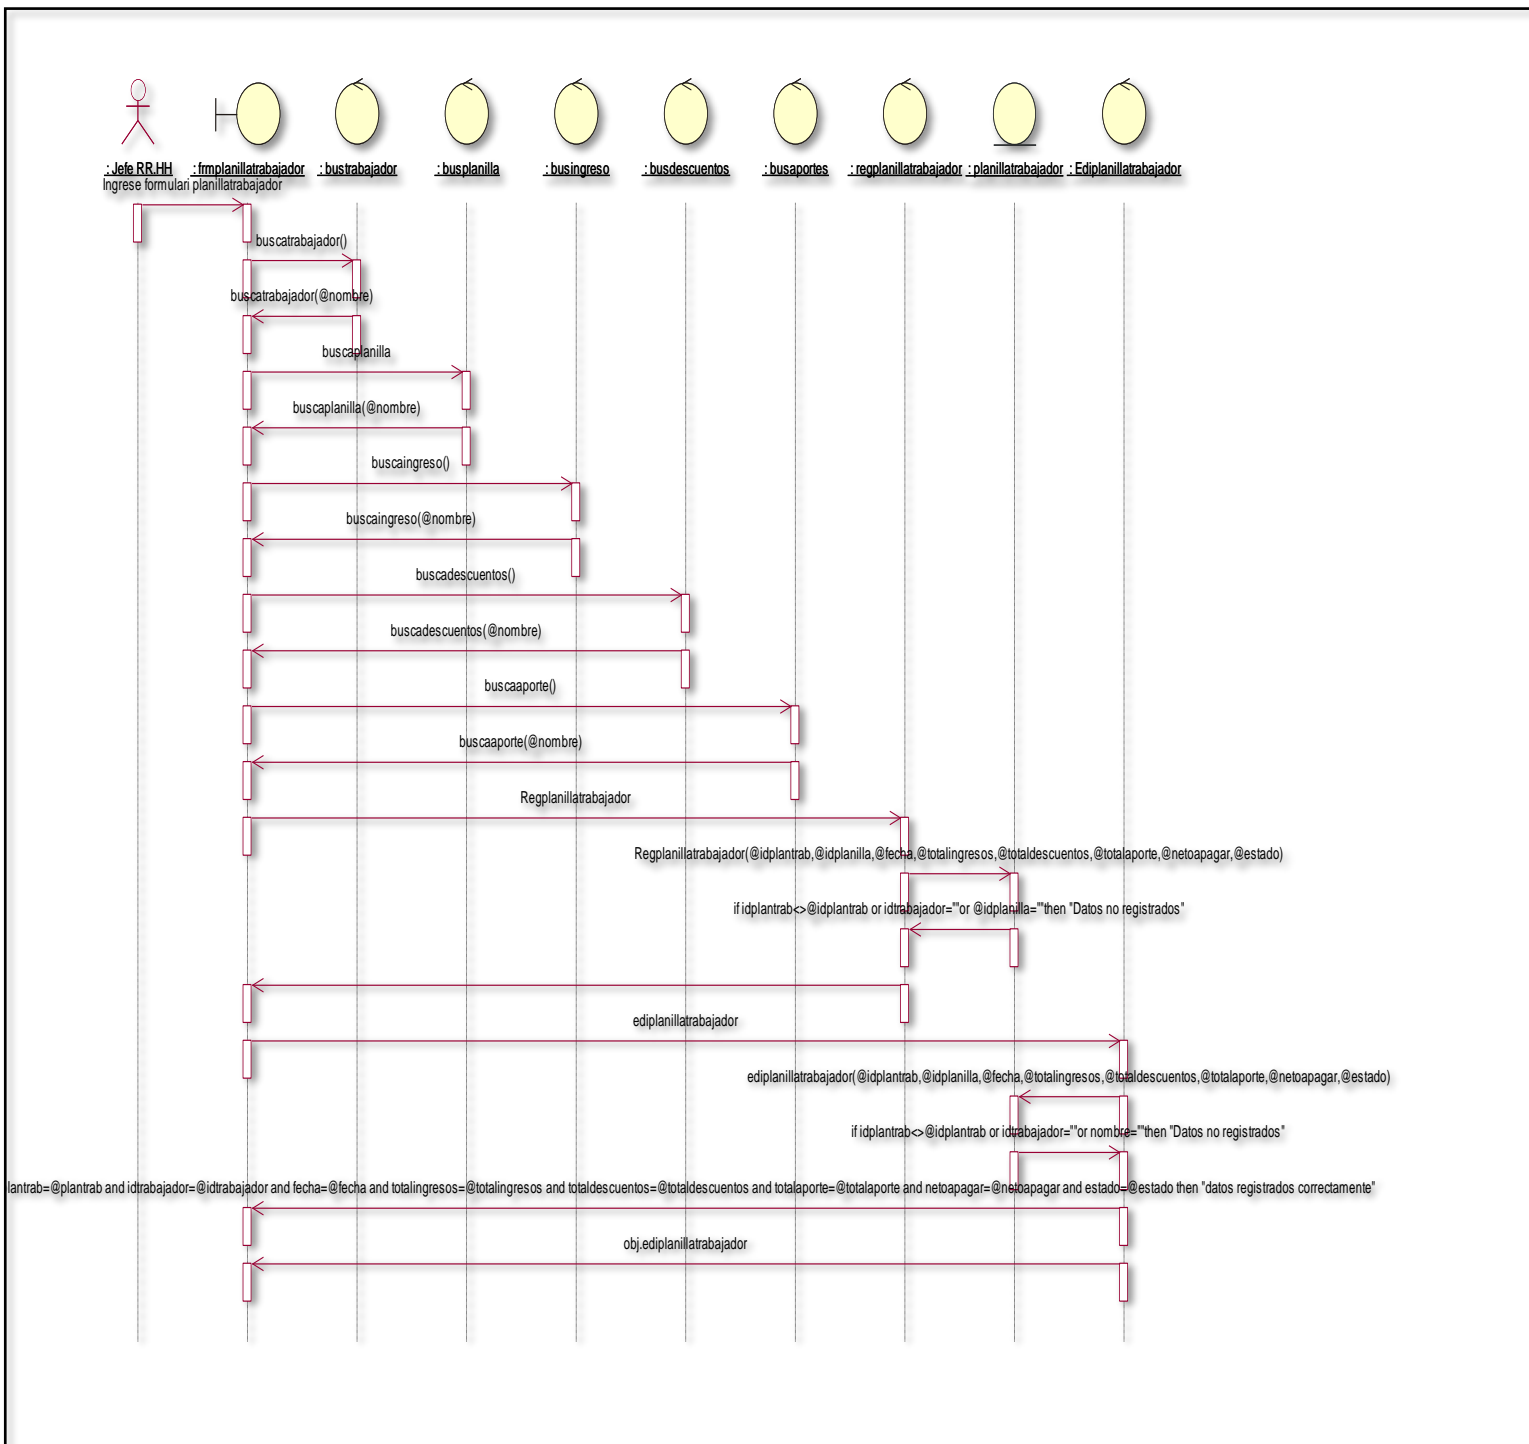 : Jefe RR.HH : frmplanillatrabajador : bustrabajador : busplanilla : busingreso : busdescuentos : busaportes : regplanillatrabajador : planillatrabajador : Ediplanillatrabajador
Ingrese formulari planillatrabajador
buscatrabajador()
buscatrabajador(@nombre)
buscaplanilla
buscaplanilla(@nombre)
buscaingreso()
buscaingreso(@nombre)
buscadescuentos()
buscadescuentos(@nombre)
buscaaporte()
buscaaporte(@nombre)
Regplanillatrabajador
Regplanillatrabajador(@idplantrab,@idplanilla,@fecha,@totalingresos,@totaldescuentos,@totalaporte,@netoapagar,@estado)
if idplantrab<>@idplantrab or idtrabajador=""or @idplanilla=""then "Datos no registrados"
ediplanillatrabajador
ediplanillatrabajador(@idplantrab,@idplanilla,@fecha,@totalingresos,@totaldescuentos,@totalaporte,@netoapagar,@estado)
if idplantrab<>@idplantrab or idtrabajador=""or nombre=""then "Datos no registrados"
lantrab=@plantrab and idtrabajador=@idtrabajador and fecha=@fecha and totalingresos=@totalingresos and totaldescuentos=@totaldescuentos and totalaporte=@totalaporte and netoapagar=@netoapagar and estado=@estado then "datos registrados correctamente"
obj.ediplanillatrabajador